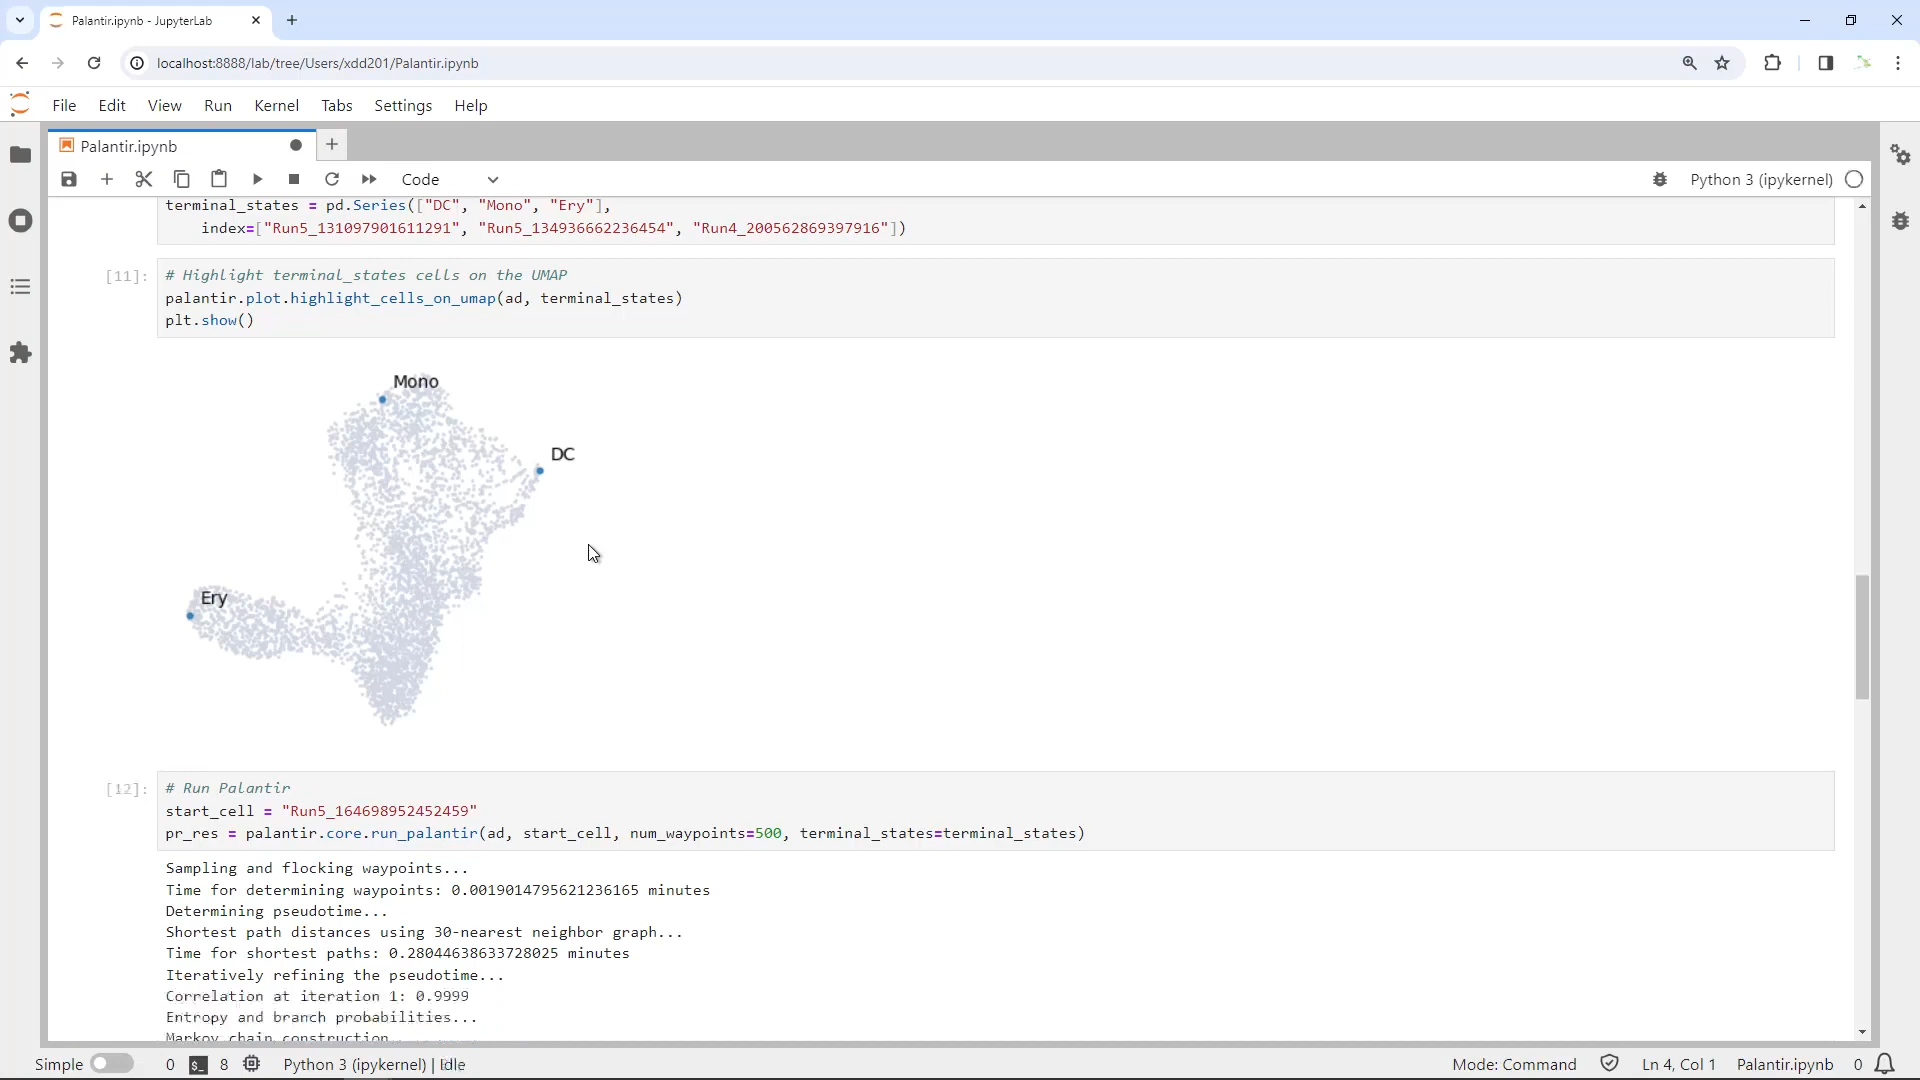 Palantir.ipynb - JupyterLab
localhost:8888/lab/tree/Users/xdd201/Palantir.ipynb
File Edit View Run Kernel Tabs Settings Help
Palantir.ipynb
Code
Python 3 (ipykernel)
terminal_states = pd.Series(["DC", "Mono", "Ery"],
index=["Run5_131097901611291", "Run5_134936662236454", "Run4_200562869397916"])
[11]:
# Highlight terminal_states cells on the UMAP
palantir.plot.highlight_cells_on_umap(ad, terminal_states)
plt.show()
Mono
DC
Ery
[12]:
# Run Palantir
start_cell = "Run5_164698952452459"
pr_res = palantir.core.run_palantir(ad, start_cell, num_waypoints=500, terminal_states=terminal_states)
Sampling and flocking waypoints...
Time for determining waypoints: 0.0019014795621236165 minutes
Determining pseudotime...
Shortest path distances using 30-nearest neighbor graph...
Time for shortest paths: 0.28044638633728025 minutes
Iteratively refining the pseudotime...
Correlation at iteration 1: 0.9999
Entropy and branch probabilities...
Markov chain construction...
Simple 0 $_ 8 Python 3 (ipykernel) | Idle Mode: Command Ln 4, Col 1 Palantir.ipynb 0